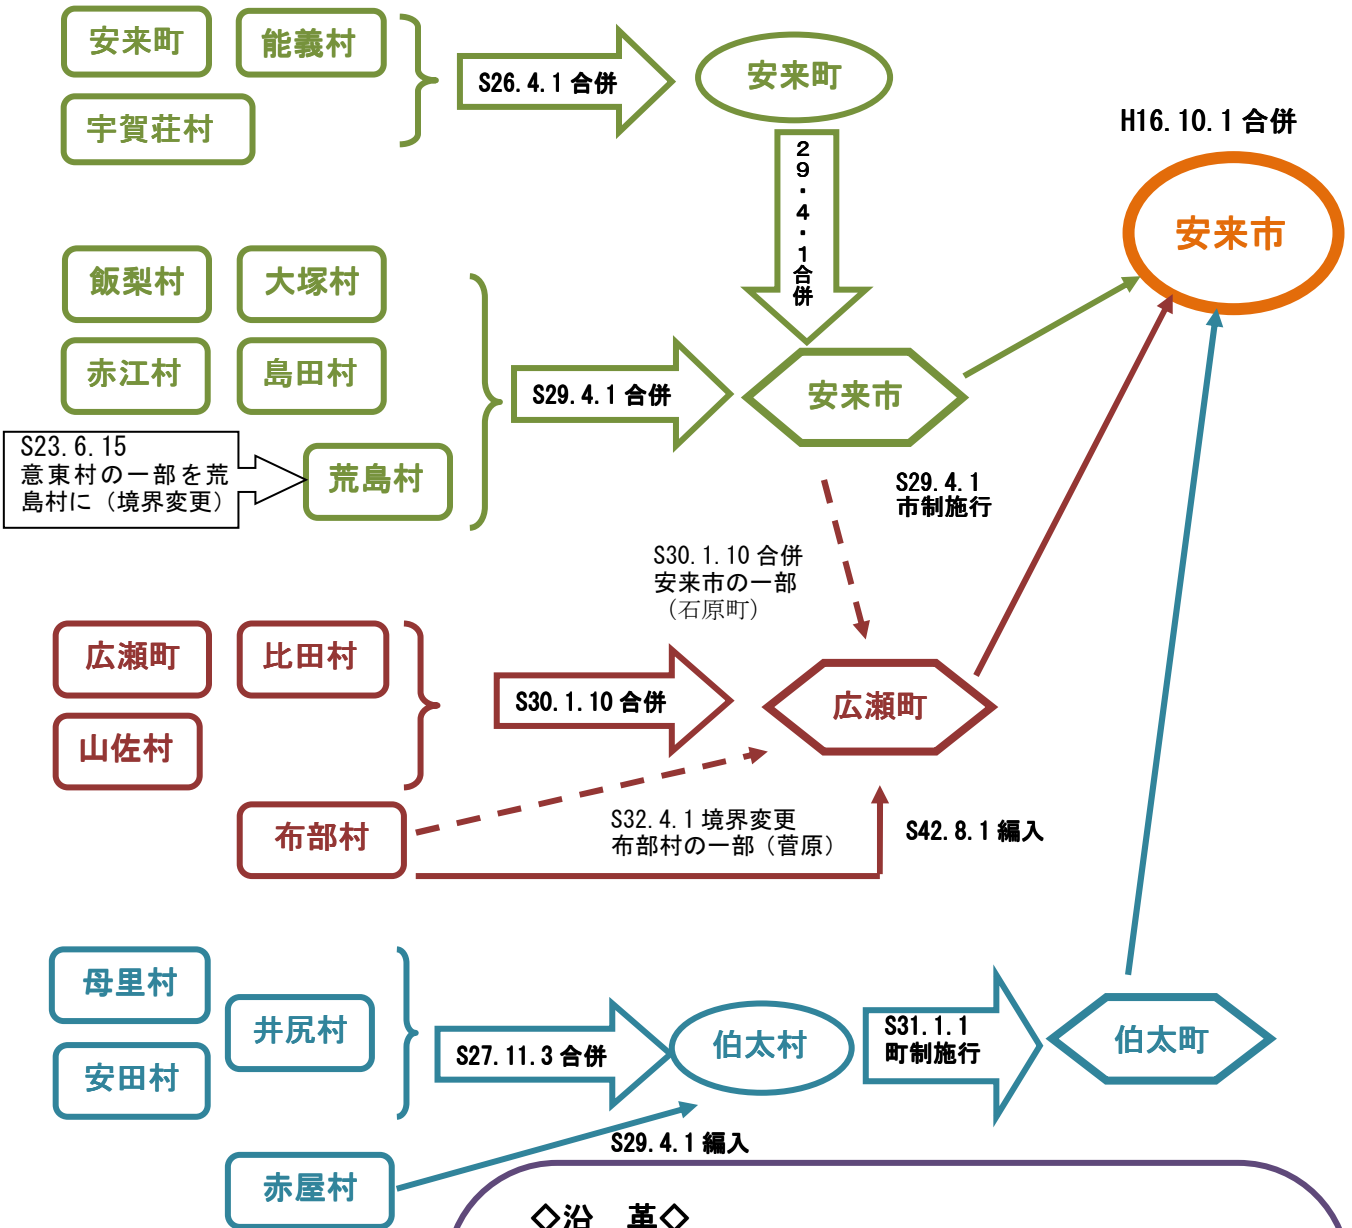 安来町
能義村
宇賀荘村
S26.4.1 合併
安来町
29・4・1合併
H16.10.1 合併
安来市
飯梨村
大塚村
赤江村
島田村
荒島村
S23.6.15
意東村の一部を荒
島村に（境界変更）
S29.4.1 合併
安来市
S29.4.1
市制施行
S30.1.10 合併
安来市の一部
（石原町）
広瀬町
比田村
山佐村
布部村
S30.1.10 合併
広瀬町
S32.4.1 境界変更
布部村の一部（菅原）
S42.8.1 編入
母里村
井尻村
安田村
赤屋村
S27.11.3 合併
伯太村
S29.4.1 編入
S31.1.1
町制施行
伯太町
◇沿　革◇